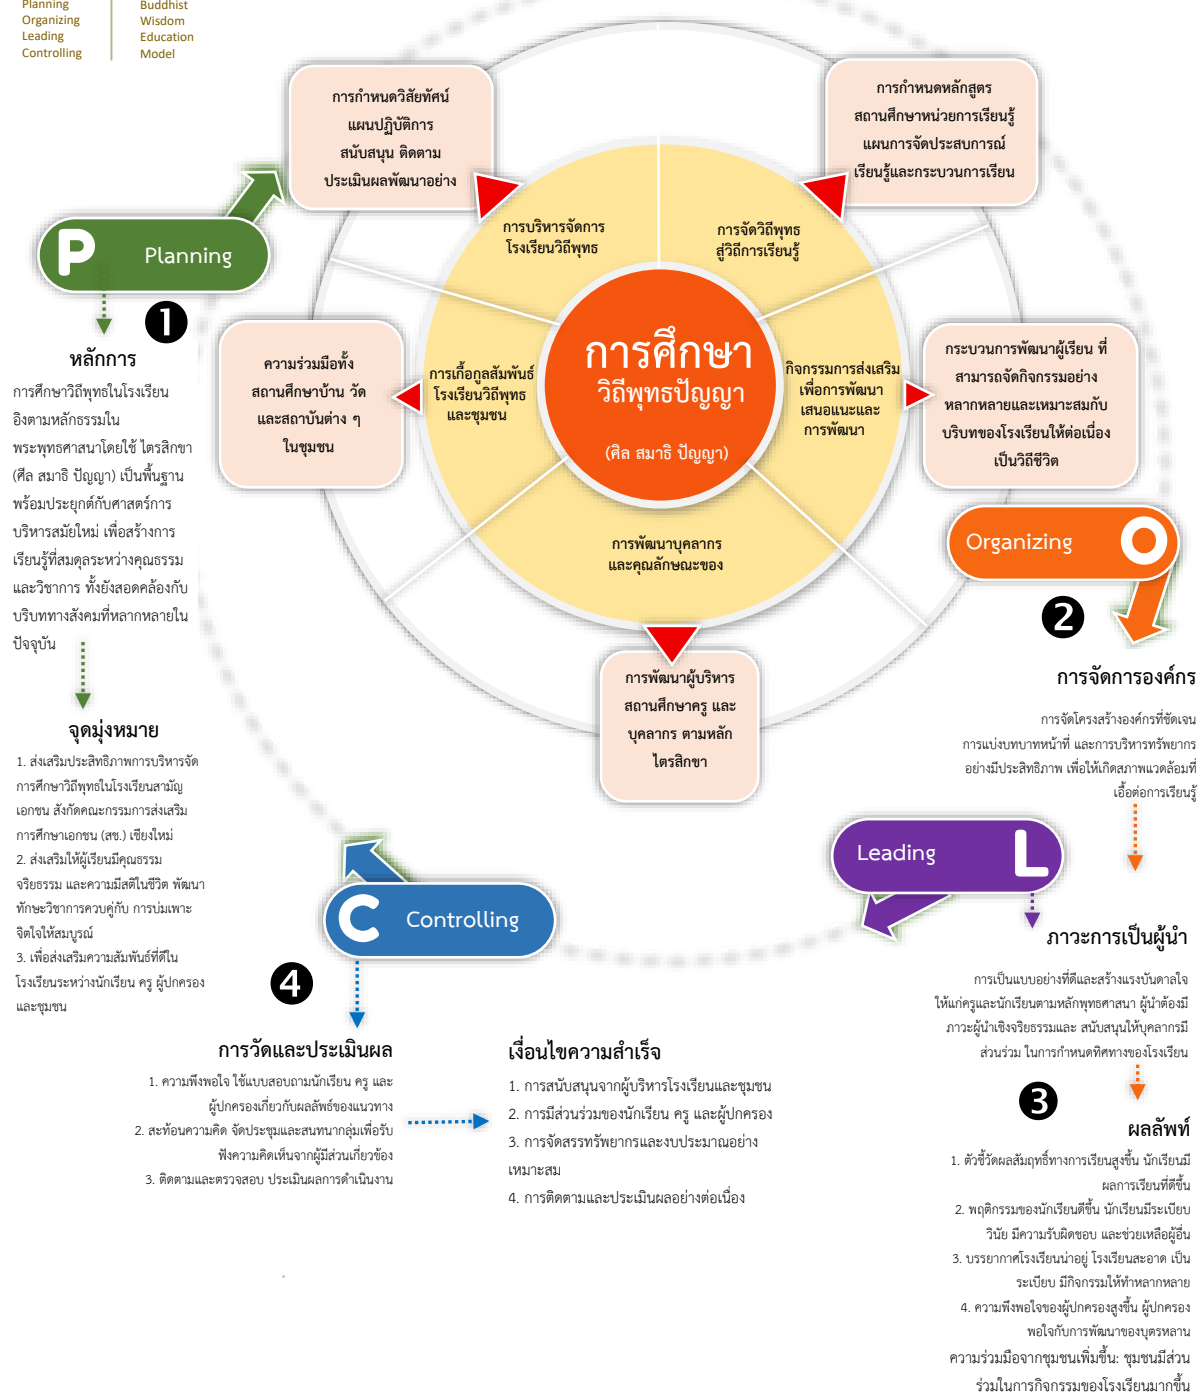 Planning
Organizing
Leading
Controlling
Buddhist
Wisdom
Education
Model
การกำหนดวิสัยทัศน์
แผนปฏิบัติการ
สนับสนุน ติดตาม
ประเมินผลพัฒนาอย่าง
การกำหนดหลักสูตร
สถานศึกษาหน่วยการเรียนรู้
แผนการจัดประสบการณ์
เรียนรู้และกระบวนการเรียน
การบริหารจัดการ
โรงเรียนวิถีพุทธ
การจัดวิถีพุทธ
สู่วิถีการเรียนรู้
P Planning
1
ความร่วมมือทั้ง
สถานศึกษาบ้าน วัด
และสถาบันต่าง ๆ
ในชุมชน
การเกื้อกูลสัมพันธ์
โรงเรียนวิถีพุทธ
และชุมชน
การศึกษา
วิถีพุทธปัญญา
(ศีล สมาธิ ปัญญา)
กิจกรรมการส่งเสริม
เพื่อการพัฒนา
เสนอแนะและ
การพัฒนา
กระบวนการพัฒนาผู้เรียน ที่
สามารถจัดกิจกรรมอย่าง
หลากหลายและเหมาะสมกับ
บริบทของโรงเรียนให้ต่อเนื่อง
เป็นวิถีชีวิต
การพัฒนาบุคลากร
และคุณลักษณะของ
การพัฒนาผู้บริหาร
สถานศึกษาครู และ
บุคลากร ตามหลัก
ไตรสิกขา
หลักการ
การศึกษาวิถีพุทธในโรงเรียน
อิงตามหลักธรรมใน
พระพุทธศาสนาโดยใช้ ไตรสิกขา
(ศีล สมาธิ ปัญญา) เป็นพื้นฐาน
พร้อมประยุกต์กับศาสตร์การ
บริหารสมัยใหม่ เพื่อสร้างการ
เรียนรู้ที่สมดุลระหว่างคุณธรรม
และวิชาการ ทั้งยังสอดคล้องกับ
บริบททางสังคมที่หลากหลายใน
ปัจจุบัน
จุดมุ่งหมาย
1. ส่งเสริมประสิทธิภาพการบริหารจัด
การศึกษาวิถีพุทธในโรงเรียนสามัญ
เอกชน สังกัดคณะกรรมการส่งเสริม
การศึกษาเอกชน (สช.) เชียงใหม่
2. ส่งเสริมให้ผู้เรียนมีคุณธรรม
จริยธรรม และความมีสติในชีวิต พัฒนา
ทักษะวิชาการควบคู่กับ การบ่มเพาะ
จิตใจให้สมบูรณ์
3. เพื่อส่งเสริมความสัมพันธ์ที่ดีใน
โรงเรียนระหว่างนักเรียน ครู ผู้ปกครอง
และชุมชน
Organizing O
2
การจัดการองค์กร
การจัดโครงสร้างองค์กรที่ชัดเจน
การแบ่งบทบาทหน้าที่ และการบริหารทรัพยากร
อย่างมีประสิทธิภาพ เพื่อให้เกิดสภาพแวดล้อมที่
เอื้อต่อการเรียนรู้
Leading L
ภาวะการเป็นผู้นำ
การเป็นแบบอย่างที่ดีและสร้างแรงบันดาลใจ
ให้แก่ครูและนักเรียนตามหลักพุทธศาสนา ผู้นำต้องมี
ภาวะผู้นำเชิงจริยธรรมและ สนับสนุนให้บุคลากรมี
ส่วนร่วม ในการกำหนดทิศทางของโรงเรียน
3
ผลลัพท์
1. ตัวชี้วัดผลสัมฤทธิ์ทางการเรียนสูงขึ้น นักเรียนมี
ผลการเรียนที่ดีขึ้น
2. พฤติกรรมของนักเรียนดีขึ้น นักเรียนมีระเบียบ
วินัย มีความรับผิดชอบ และช่วยเหลือผู้อื่น
3. บรรยากาศโรงเรียนน่าอยู่ โรงเรียนสะอาด เป็น
ระเบียบ มีกิจกรรมให้ทำหลากหลาย
4. ความพึงพอใจของผู้ปกครองสูงขึ้น ผู้ปกครอง
พอใจกับการพัฒนาของบุตรหลาน
ความร่วมมือจากชุมชนเพิ่มขึ้น: ชุมชนมีส่วน
ร่วมในการกิจกรรมของโรงเรียนมากขึ้น
C Controlling
4
การวัดและประเมินผล
1. ความพึงพอใจ ใช้แบบสอบถามนักเรียน ครู และ
ผู้ปกครองเกี่ยวกับผลลัพธ์ของแนวทาง
2. สะท้อนความคิด จัดประชุมและสนทนากลุ่มเพื่อรับ
ฟังความคิดเห็นจากผู้มีส่วนเกี่ยวข้อง
3. ติดตามและตรวจสอบ ประเมินผลการดำเนินงาน
เงื่อนไขความสำเร็จ
1. การสนับสนุนจากผู้บริหารโรงเรียนและชุมชน
2. การมีส่วนร่วมของนักเรียน ครู และผู้ปกครอง
3. การจัดสรรทรัพยากรและงบประมาณอย่าง
เหมาะสม
4. การติดตามและประเมินผลอย่างต่อเนื่อง